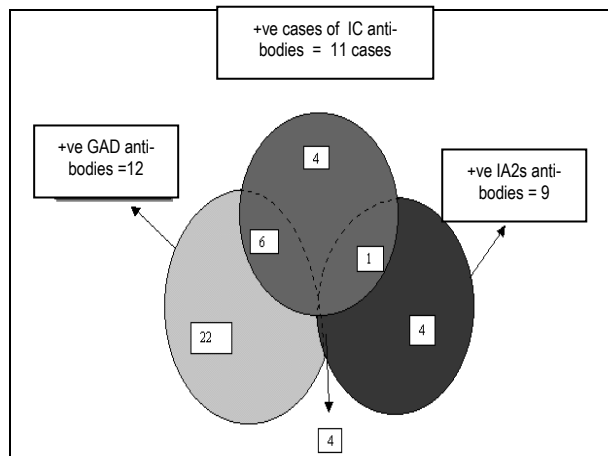 +ve cases of IC anti-
bodies = 11 cases
+ve GAD anti-
bodies =12
+ve IA2s anti-
bodies = 9
4
6
1
22
4
4